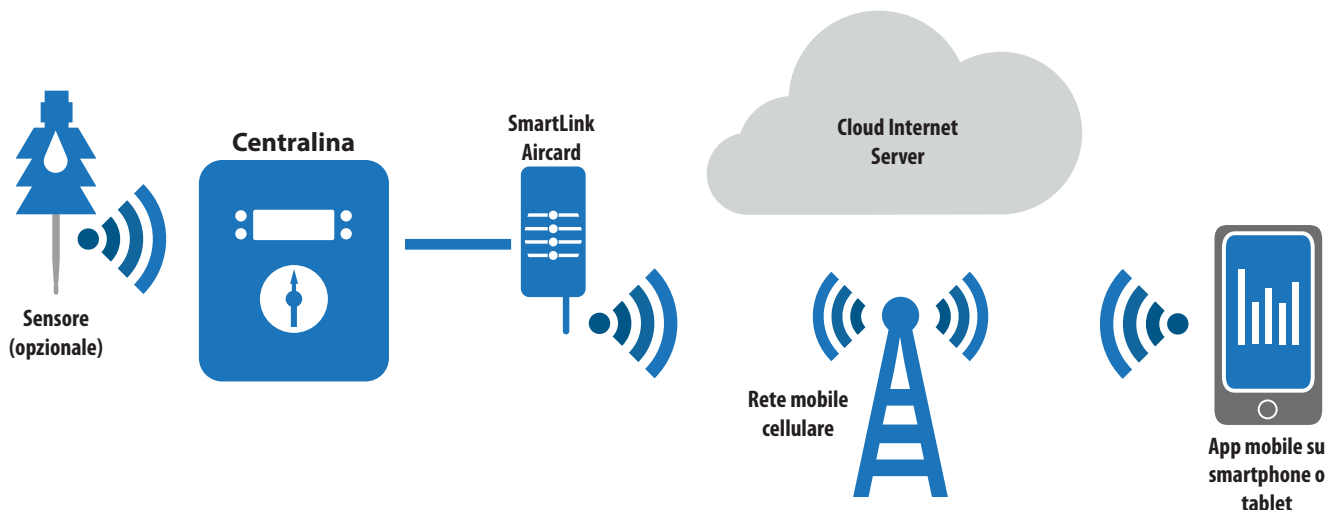 Sensore
(opzionale)
Centralina
SmartLink
Aircard
Cloud Internet
Server
Rete mobile
cellulare
App mobile su
smartphone o
tablet